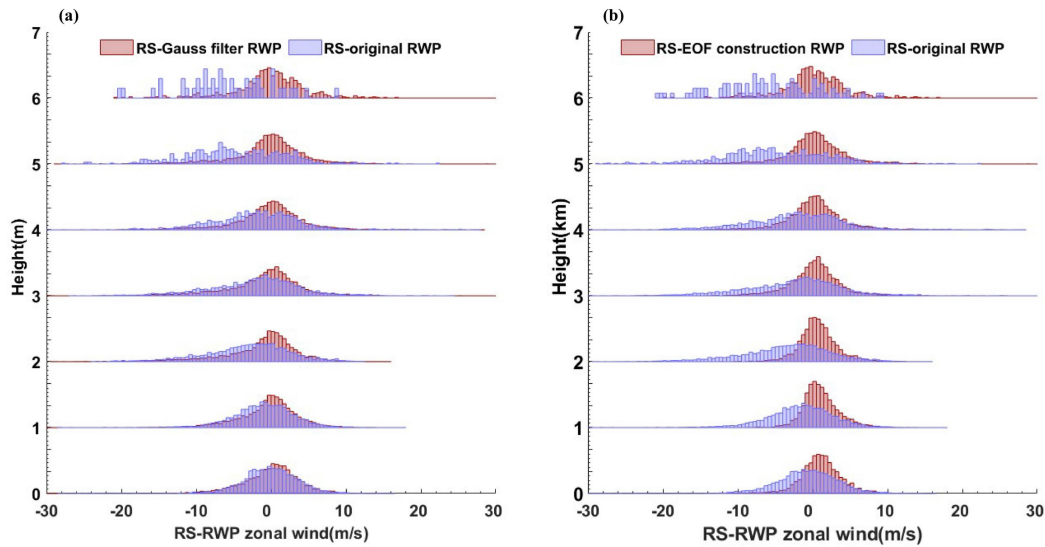 (a)
RS-Gauss filter RWP RS-original RWP
Height(m)
7
6
5
4
3
2
1
0
-30 -20 -10 0 10 20 30
RS-RWP zonal wind(m/s)
(b)
RS-EOF construction RWP RS-original RWP
Height(km)
7
6
5
4
3
2
1
0
-30 -20 -10 0 10 20 30
RS-RWP zonal wind(m/s)